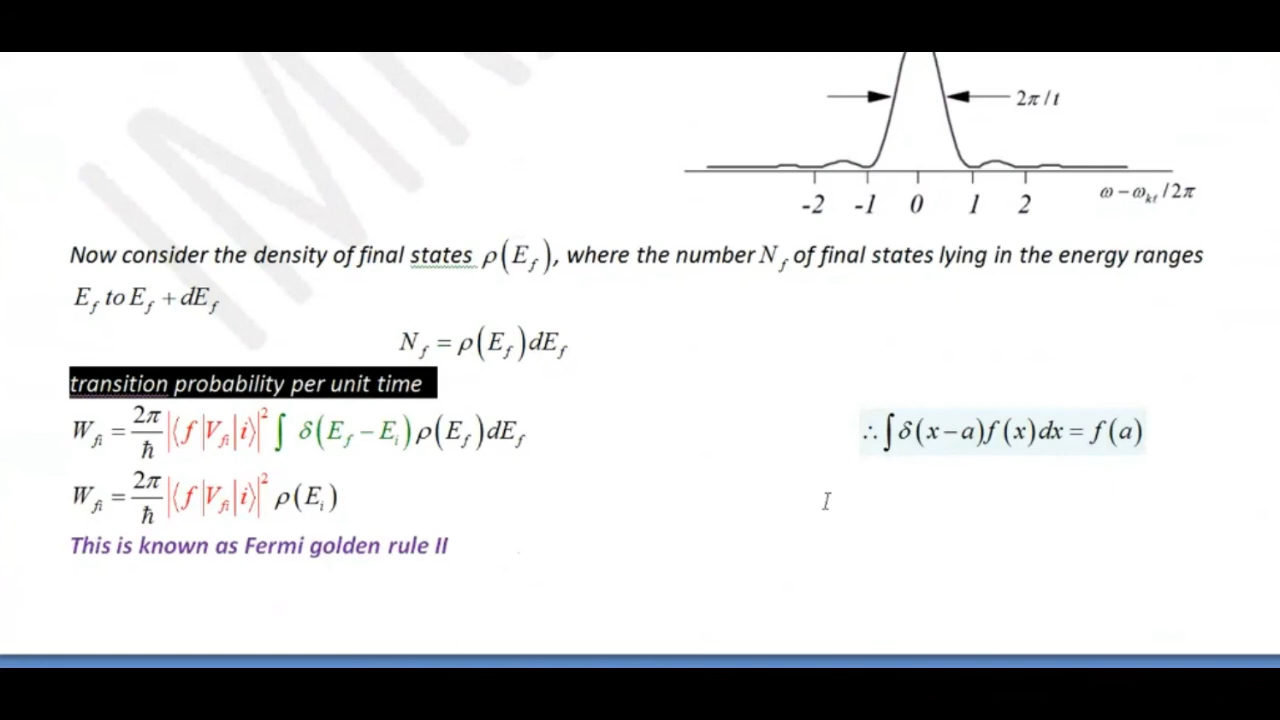 2π/t
-2 -1 0 1 2
ω−ω_kt/2π
Now consider the density of final states ρ(E_f), where the number N_f of final states lying in the energy ranges
E_f to E_f + dE_f
N_f = ρ(E_f)dE_f
transition probability per unit time
W_fi = 2π/ħ |⟨f|V_fi|i⟩|² ∫ δ(E_f − E_i)ρ(E_f)dE_f
∴ ∫δ(x−a)f(x)dx = f(a)
W_fi = 2π/ħ |⟨f|V_fi|i⟩|² ρ(E_i)
This is known as Fermi golden rule II